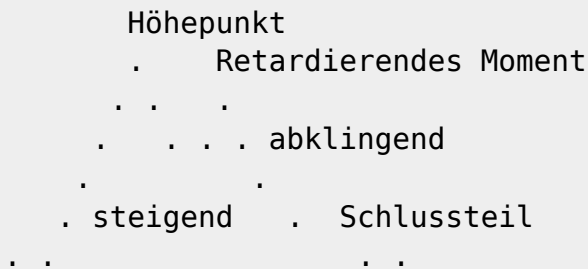 Höhepunkt
. Retardierendes Moment
. . .
. . . . abklingend
. .
. steigend . Schlussteil
. . . .